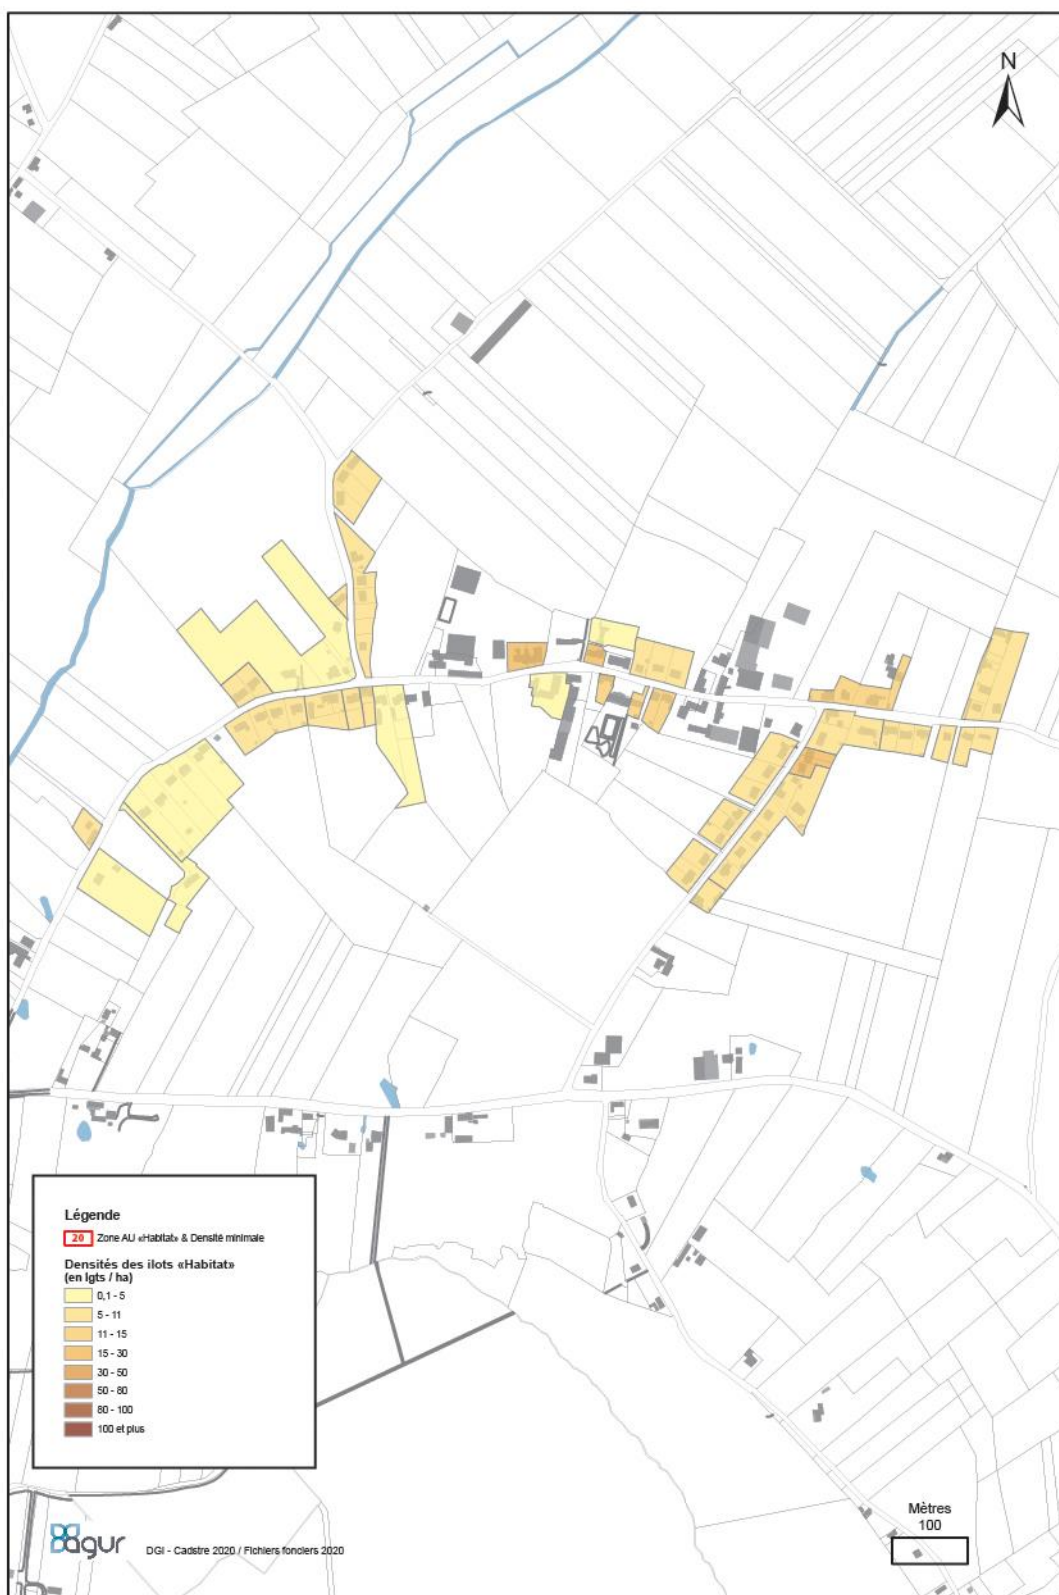 N
Légende
20 Zone AU «Habitat» & Densité minimale
Densités des ilots «Habitat»
(en lgts / ha)
0,1 - 5
5 - 11
11 - 15
15 - 30
30 - 50
50 - 80
80 - 100
100 et plus
Mètres
100
agur
DGI - Cadstre 2020 / Fichiers fonciers 2020